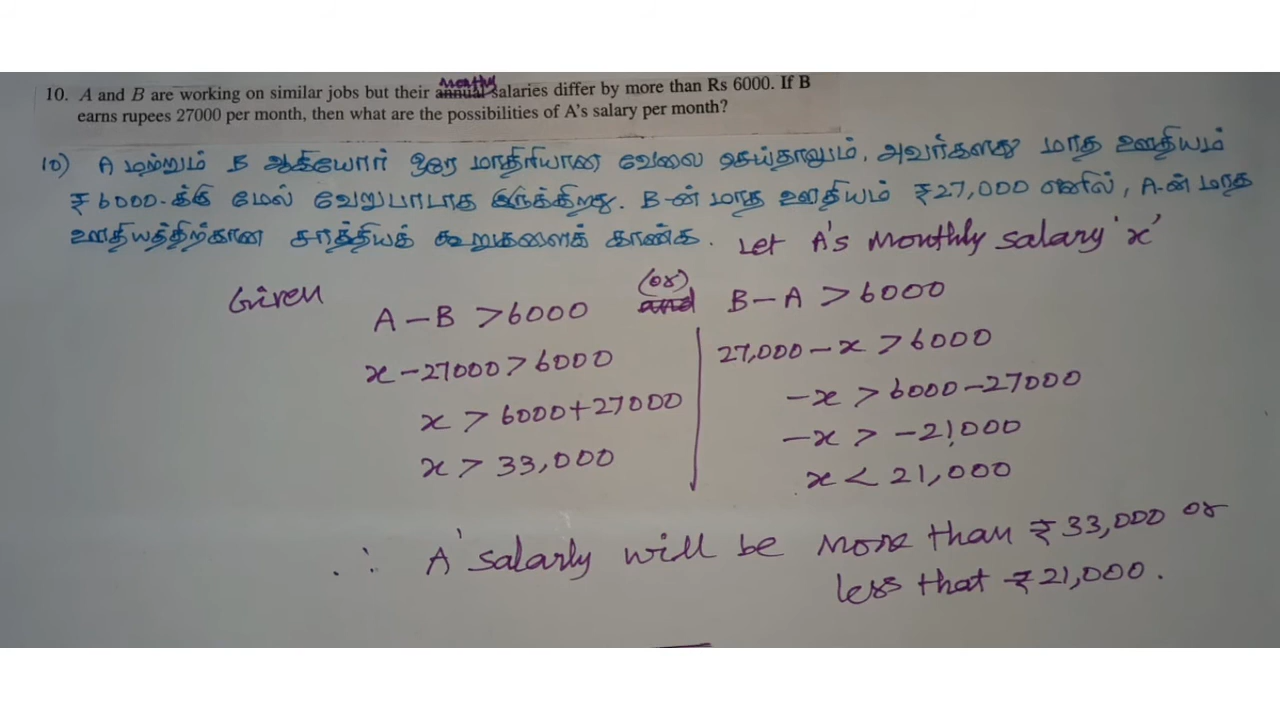 10. A and B are working on similar jobs but their annual monthly salaries differ by more than Rs 6000. If B
earns rupees 27000 per month, then what are the possibilities of A's salary per month?
10) A மற்றும் B ஆகியோர் ஒரே மாதிரியான வேலை செய்தாலும், அவர்களது மாத ஊதியம்
₹6000-க்கு மேல் வேறுபாடாக இருக்கிறது. B-ன் மாத ஊதியம் ₹27,000 எனில், A-ன் மாத
ஊதியத்திற்கான சாத்தியக் கூறுகளைக் காண்க. Let A's Monthly salary 'x'
Given A-B >6000 (or) and B-A >6000
x-27000>6000
x > 6000+27000
x > 33,000
27,000-x >6000
-x > 6000-27000
-x > -21,000
x < 21,000
∴ A' salarly will be more than ₹33,000 or
less that ₹21,000.